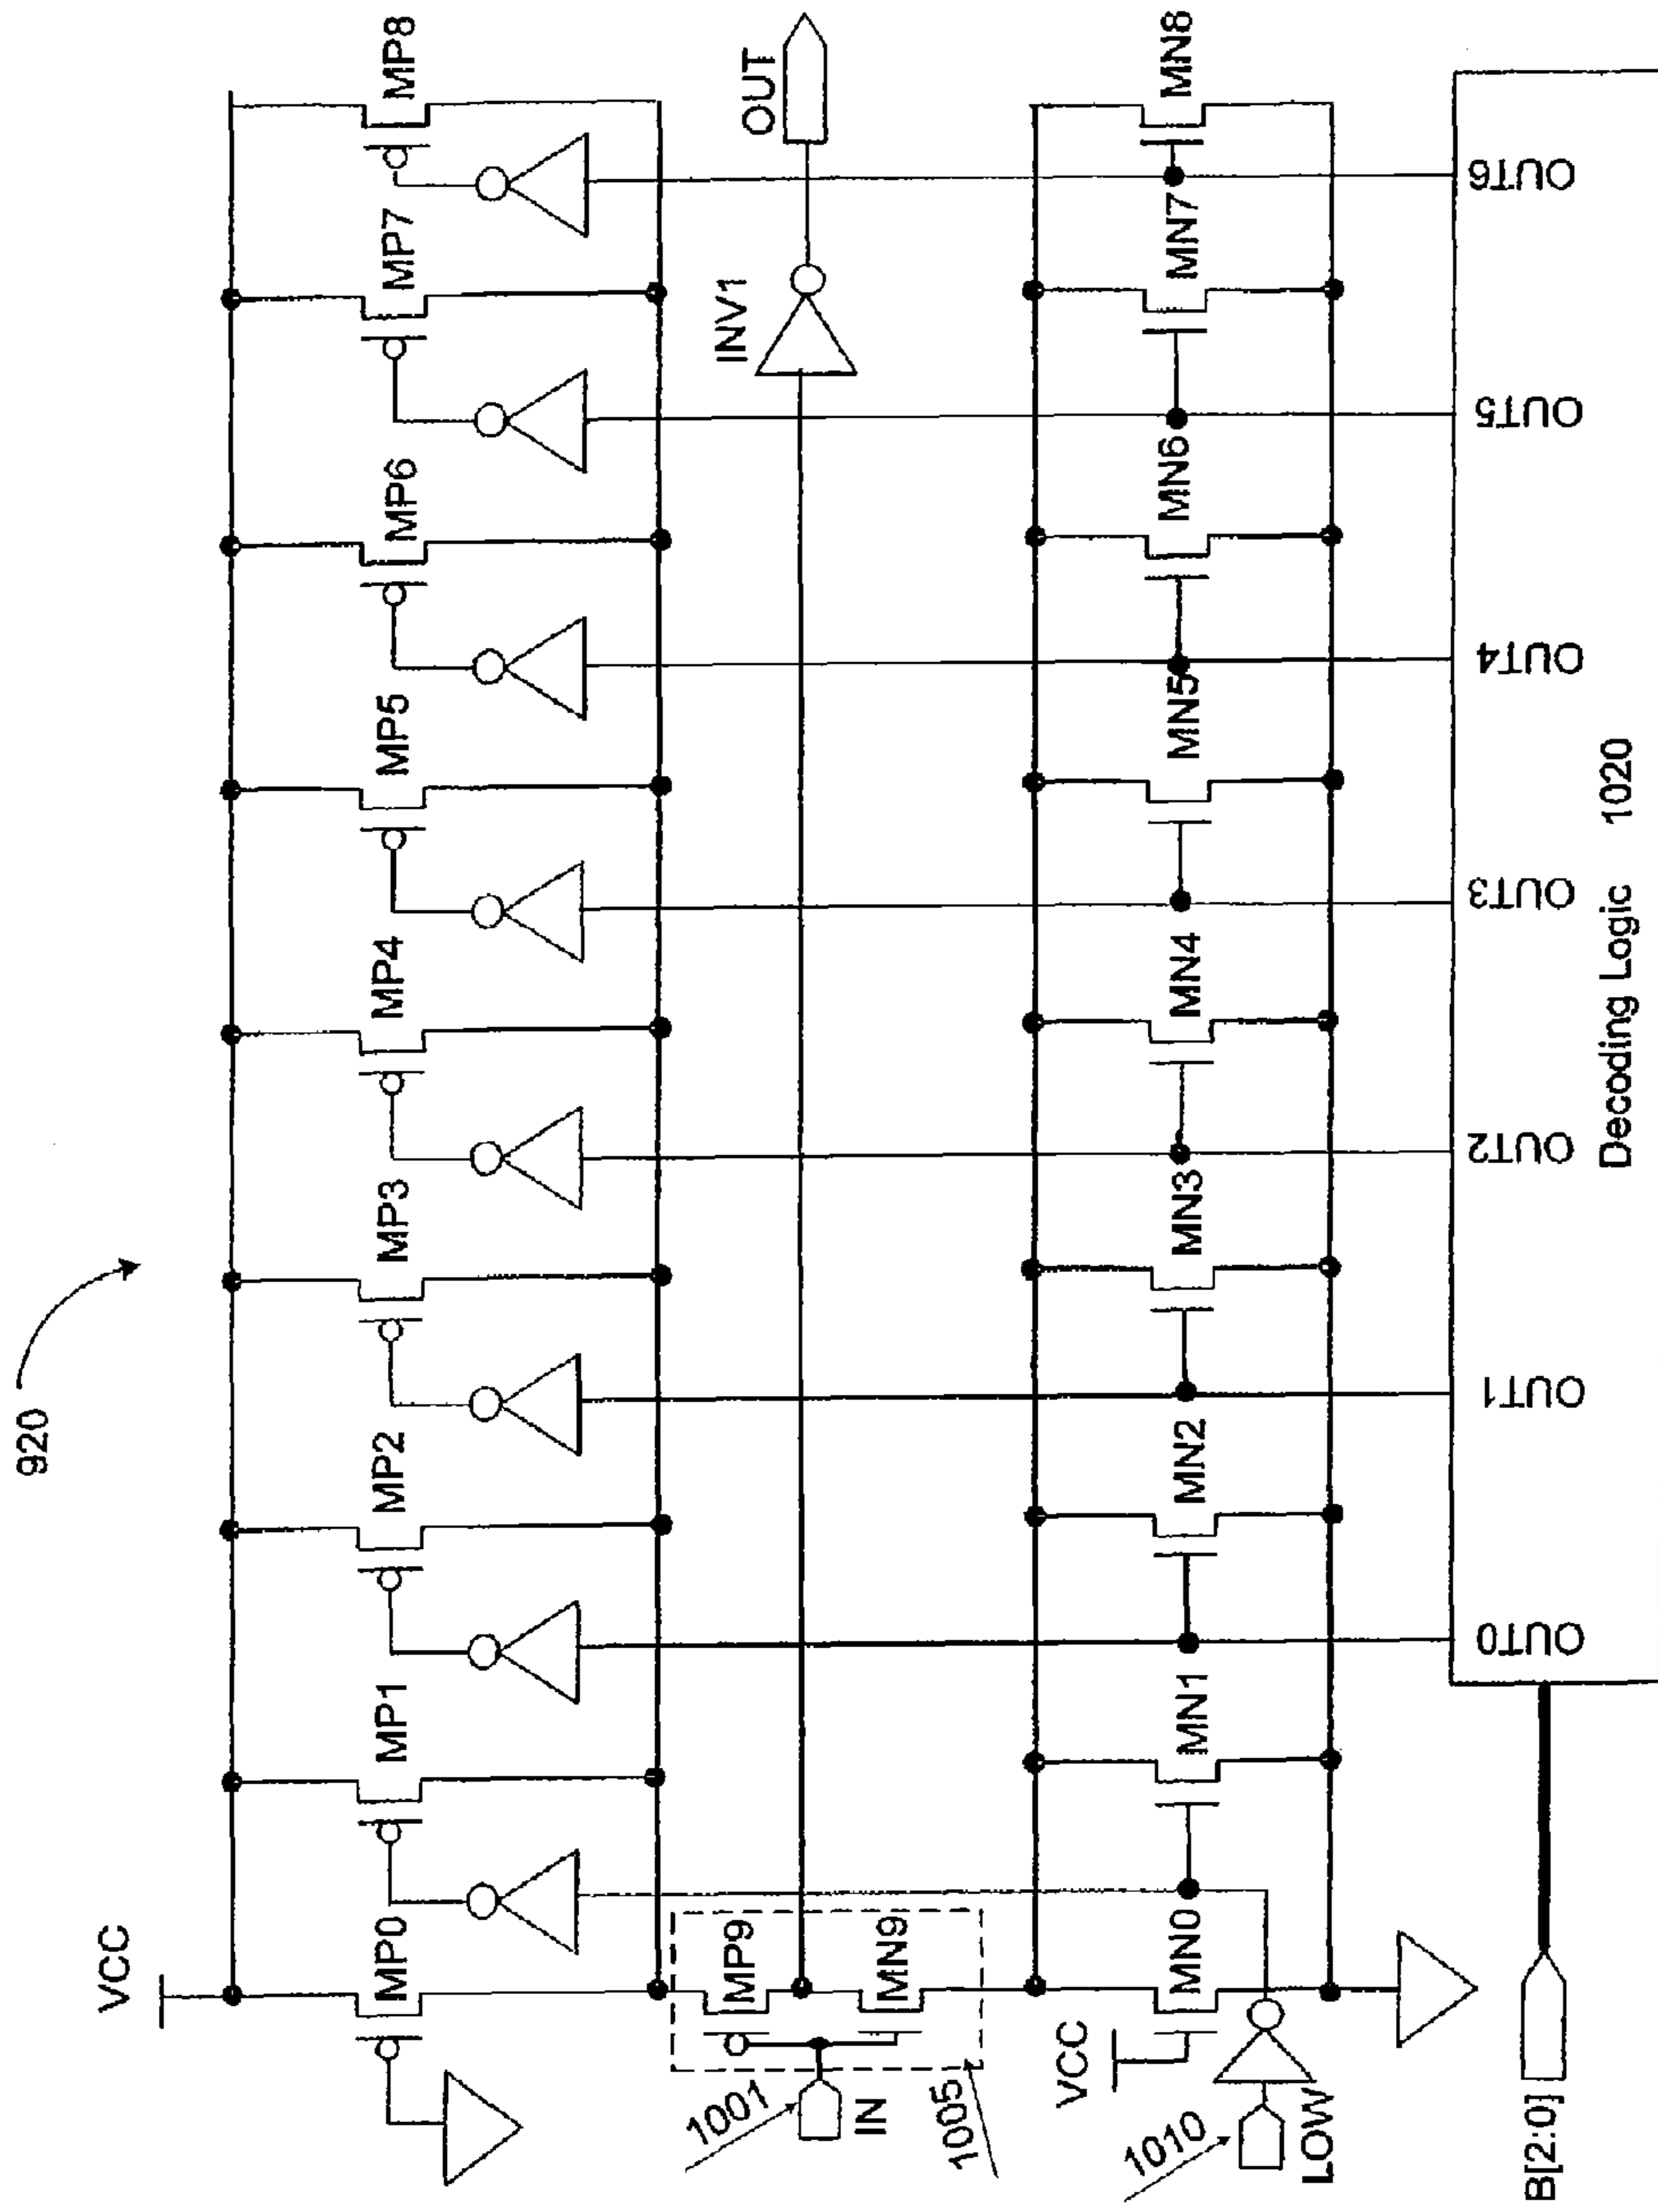 920
VCC
MP0
MP1
MP2
MP3
MP4
MP5
MP6
MP7
MP8
1001
IN
1005
MP9
MN9
INV1
OUT
VCC
1010
LOW
MN0
MN1
MN2
MN3
MN4
MN5
MN6
MN7
MN8
B[2:0]
OUT0
OUT1
OUT2
OUT3
OUT4
OUT5
OUT6
Decoding Logic 1020